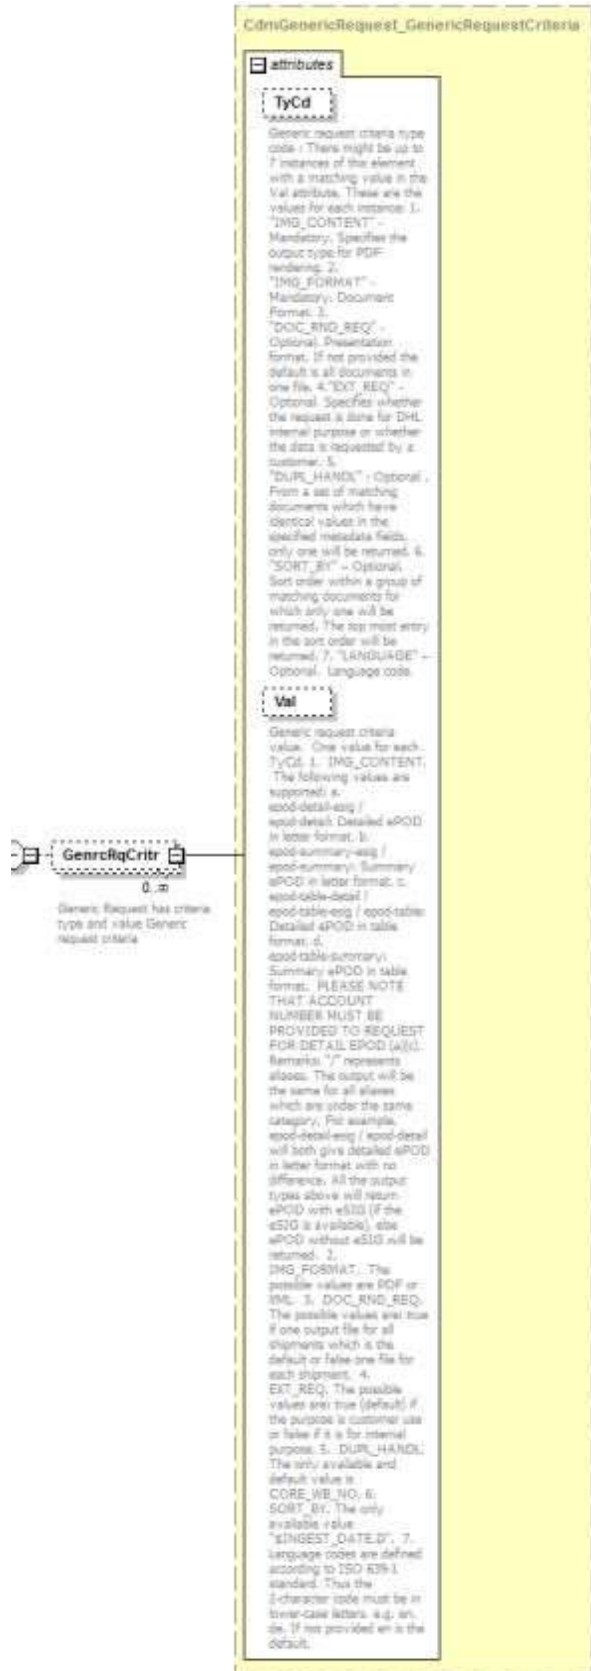 CdmGenericRequest_GenericRequestCriteria
attributes
TyCd
Generic request criteria type
code : There might be up to
7 instances of this element
with a matching value in the
Val attribute. These are the
values for each instance: 1.
"IMG_CONTENT" -
Mandatory. Specifies the
output type for PDF
rendering. 2.
"IMG_FORMAT" -
Mandatory. Document
Format. 3.
"DOC_RND_REQ" -
Optional. Presentation
format. If not provided the
default is all documents in
one file. 4."EXT_REQ" -
Optional. Specifies whether
the request is done for DHL
internal purpose or whether
the data is requested by a
customer. 5.
"DUPL_HANDL" - Optional .
From a set of matching
documents which have
identical values in the
specified metadata fields,
only one will be returned. 6.
"SORT_BY" – Optional.
Sort order within a group of
matching documents for
which only one will be
returned. The top most entry
in the sort order will be
returned. 7. "LANGUAGE" –
Optional. Language code.
Val
Generic request criteria
value. One value for each
TyCd. 1. IMG_CONTENT.
The following values are
supported: a.
epod-detail-esig /
epod-detail: Detailed ePOD
in letter format. b.
epod-summary-esig /
epod-summary: Summary
ePOD in letter format. c.
epod-table-detail /
epod-table-esig / epod-table:
Detailed ePOD in table
format. d.
epod-table-summary:
Summary ePOD in table
format. PLEASE NOTE
THAT ACCOUNT
NUMBER MUST BE
PROVIDED TO REQUEST
FOR DETAIL EPOD (a)(c).
Remarks: "/" represents
aliases. The output will be
the same for all aliases
which are under the same
category. For example,
epod-detail-esig / epod-detail
will both give detailed ePOD
in letter format with no
difference. All the output
types above will return
ePOD with eSIG (if the
eSIG is available), else
ePOD without eSIG will be
returned. 2.
IMG_FORMAT. The
possible values are PDF or
XML. 3. DOC_RND_REQ.
The possible values are: true
if one output file for all
shipments which is the
default or false one file for
each shipment. 4.
EXT_REQ. The possible
values are: true (default) if
the purpose is customer use
or false if it is for internal
purpose. 5. DUPL_HANDL.
The only available and
default value is
CORE_WB_NO. 6.
SORT_BY. The only
available value
"$INGEST_DATE,D". 7.
Language codes are defined
according to ISO 639-1
standard. Thus the
2-character code must be in
lower-case letters. e.g. en,
de. If not provided en is the
default.
GenrcRqCritr
0..∞
Generic Request has criteria
type and value Generic
request criteria